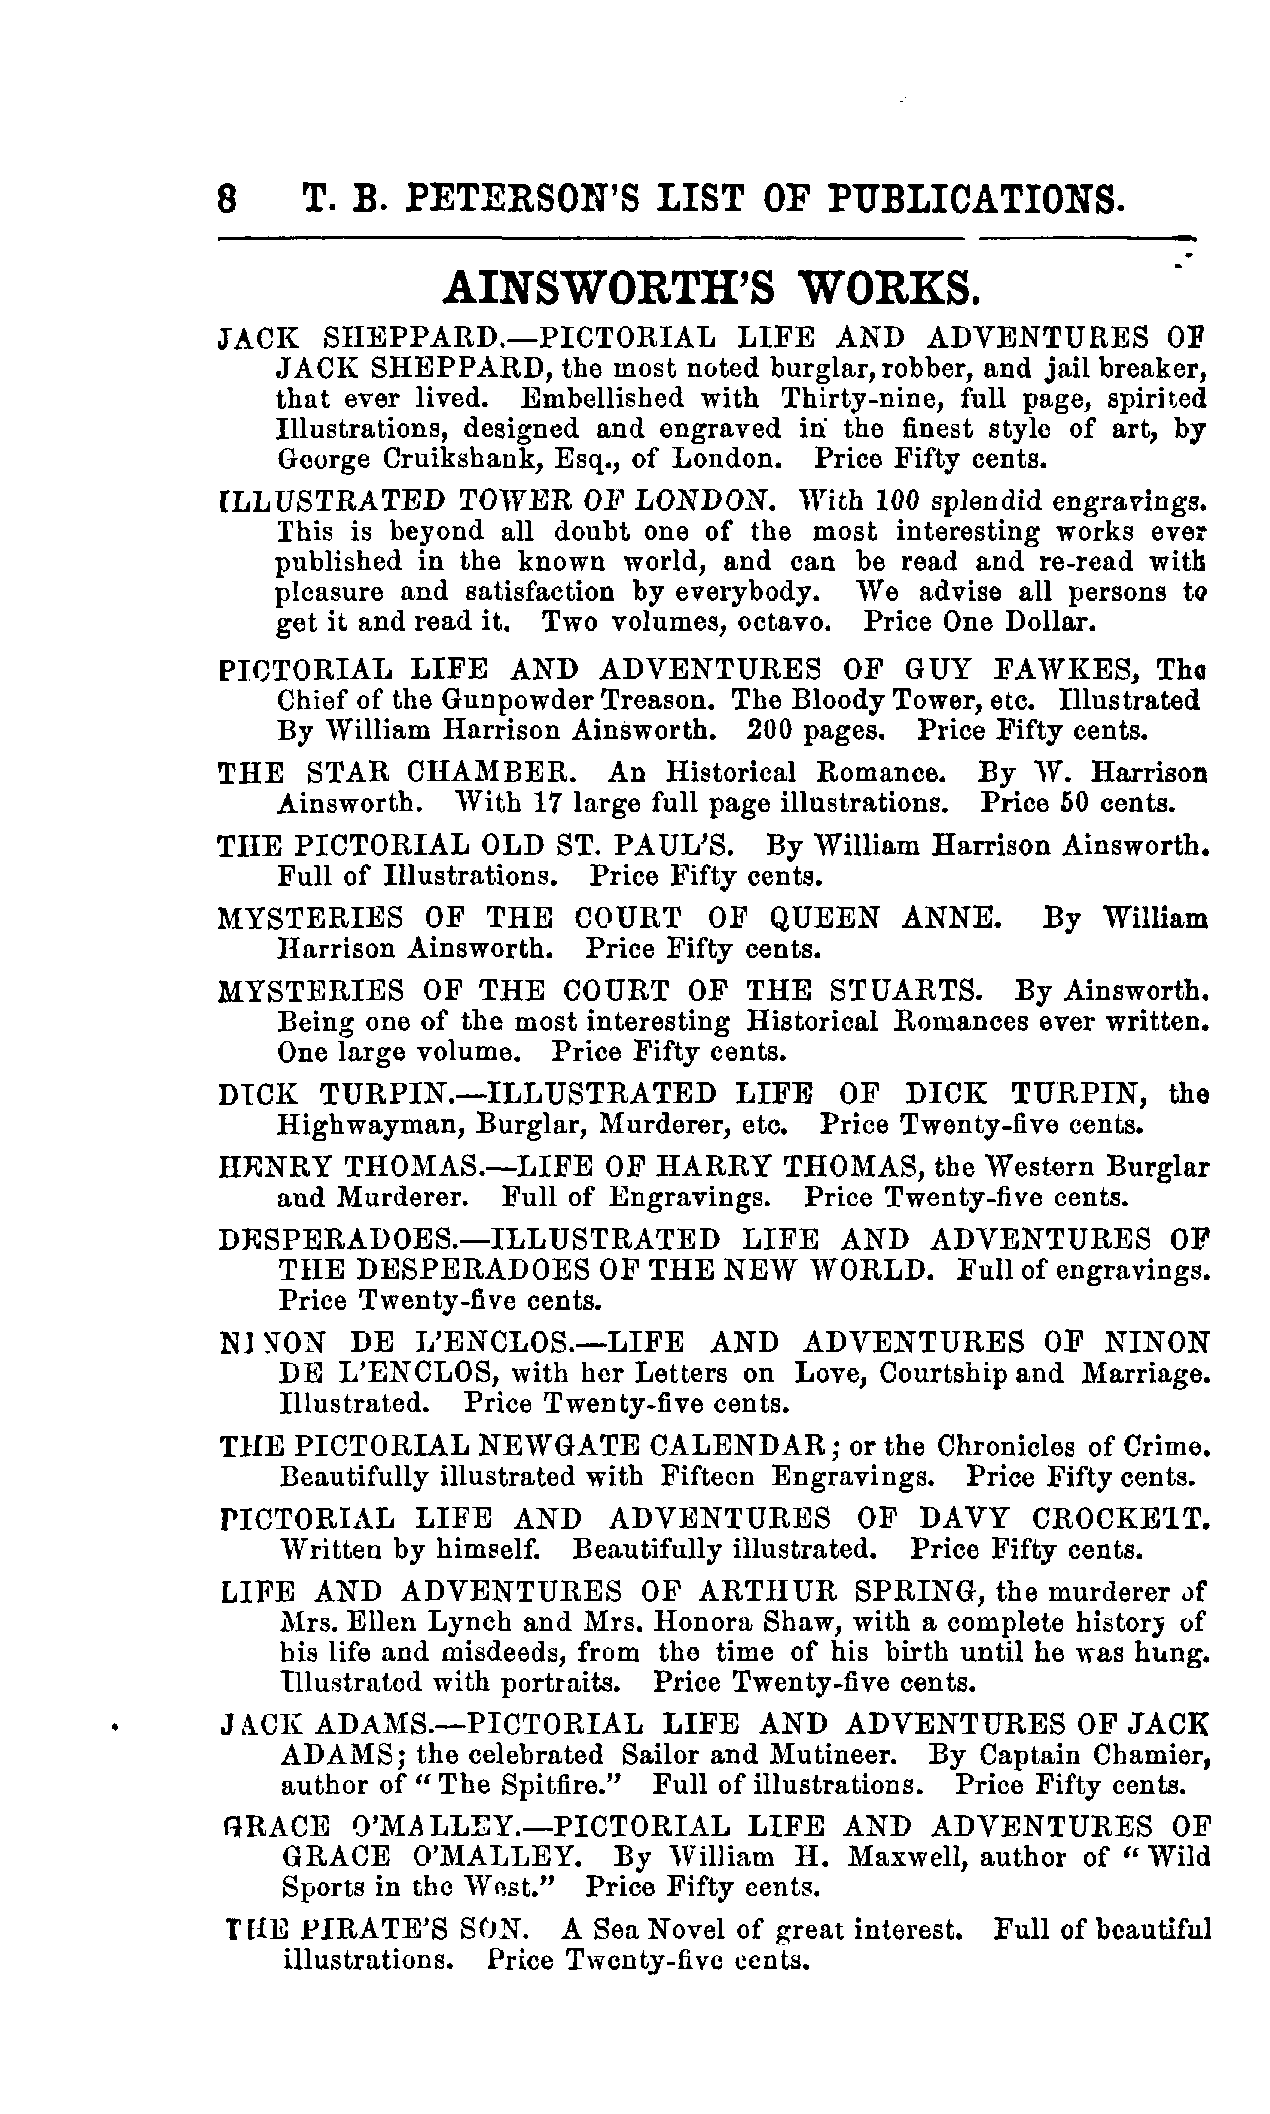 8 T. B. PETERSON'S LIST OF PUBLICATIONS.
AINSWORTH'S WORKS.
JACK SHEPPARD.—PICTORIAL LIFE AND ADVENTURES OF
JACK SHEPPARD, the most noted burglar, robber, and jail breaker,
that ever lived. Embellished with Thirty-nine, full page, spirited
Illustrations, designed and engraved in the finest style of art, by
George Cruikshank, Esq., of London. Price Fifty cents.
ILLUSTRATED TOWER OF LONDON. With 100 splendid engravings.
This is beyond all doubt one of the most interesting works ever
published in the known world, and can be read and re-read with
pleasure and satisfaction by everybody. We advise all persons to
get it and read it. Two volumes, octavo. Price One Dollar.
PICTORIAL LIFE AND ADVENTURES OF GUY FAWKES, The
Chief of the Gunpowder Treason. The Bloody Tower, etc. Illustrated
By William Harrison Ainsworth. 200 pages. Price Fifty cents.
THE STAR CHAMBER. An Historical Romance. By W. Harrison
Ainsworth. With 17 large full page illustrations. Price 50 cents.
THE PICTORIAL OLD ST. PAUL'S. By William Harrison Ainsworth.
Full of Illustrations. Price Fifty cents.
MYSTERIES OF THE COURT OF QUEEN ANNE. By William
Harrison Ainsworth. Price Fifty cents.
MYSTERIES OF THE COURT OF THE STUARTS. By Ainsworth.
Being one of the most interesting Historical Romances ever written.
One large volume. Price Fifty cents.
DICK TURPIN.—ILLUSTRATED LIFE OF DICK TURPIN, the
Highwayman, Burglar, Murderer, etc. Price Twenty-five cents.
HENRY THOMAS.—LIFE OF HARRY THOMAS, the Western Burglar
and Murderer. Full of Engravings. Price Twenty-five cents.
DESPERADOES.—ILLUSTRATED LIFE AND ADVENTURES OF
THE DESPERADOES OF THE NEW WORLD. Full of engravings.
Price Twenty-five cents.
NINON DE L'ENCLOS.—LIFE AND ADVENTURES OF NINON
DE L'ENCLOS, with her Letters on Love, Courtship and Marriage.
Illustrated. Price Twenty-five cents.
THE PICTORIAL NEWGATE CALENDAR; or the Chronicles of Crime.
Beautifully illustrated with Fifteen Engravings. Price Fifty cents.
PICTORIAL LIFE AND ADVENTURES OF DAVY CROCKETT.
Written by himself. Beautifully illustrated. Price Fifty cents.
LIFE AND ADVENTURES OF ARTHUR SPRING, the murderer of
Mrs. Ellen Lynch and Mrs. Honora Shaw, with a complete history of
his life and misdeeds, from the time of his birth until he was hung.
Illustrated with portraits. Price Twenty-five cents.
JACK ADAMS.—PICTORIAL LIFE AND ADVENTURES OF JACK
ADAMS; the celebrated Sailor and Mutineer. By Captain Chamier,
author of "The Spitfire." Full of illustrations. Price Fifty cents.
GRACE O'MALLEY.—PICTORIAL LIFE AND ADVENTURES OF
GRACE O'MALLEY. By William H. Maxwell, author of "Wild
Sports in the West." Price Fifty cents.
THE PIRATE'S SON. A Sea Novel of great interest. Full of beautiful
illustrations. Price Twenty-five cents.